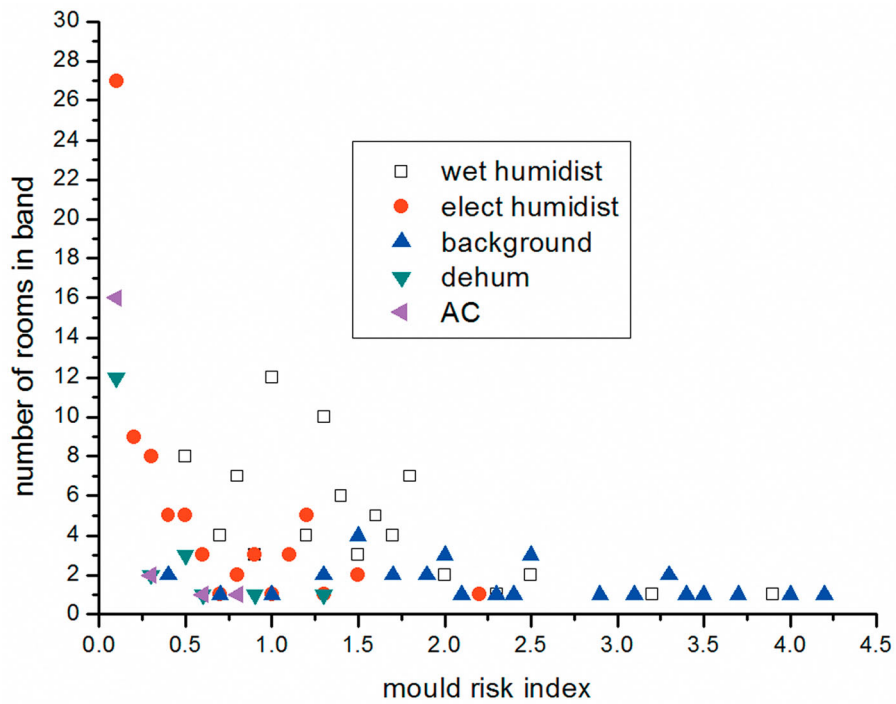 30
28
26
24
22
20
18
16
14
12
10
8
6
4
2
0
number of rooms in band
wet humidist
elect humidist
background
dehum
AC
0.0 0.5 1.0 1.5 2.0 2.5 3.0 3.5 4.0 4.5
mould risk index